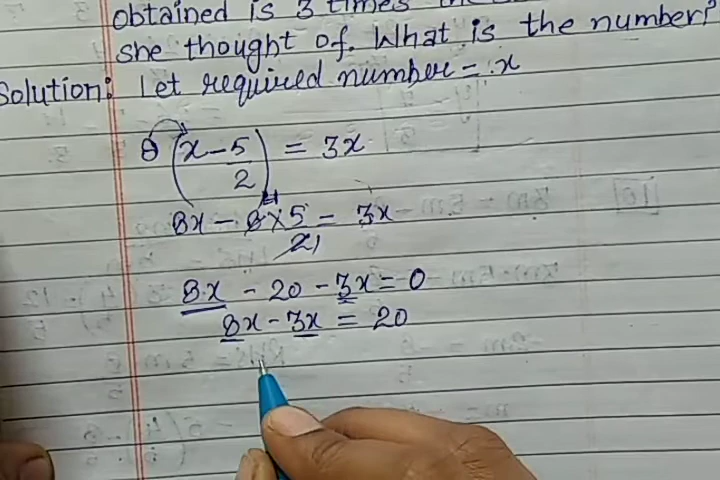 obtained is 3 times the
she thought of. What is the number?
Solution: Let required number = x
8 (x - 5/2) = 3x
8x - 8×5/2 = 3x
8x - 20 - 3x = 0
8x - 3x = 20